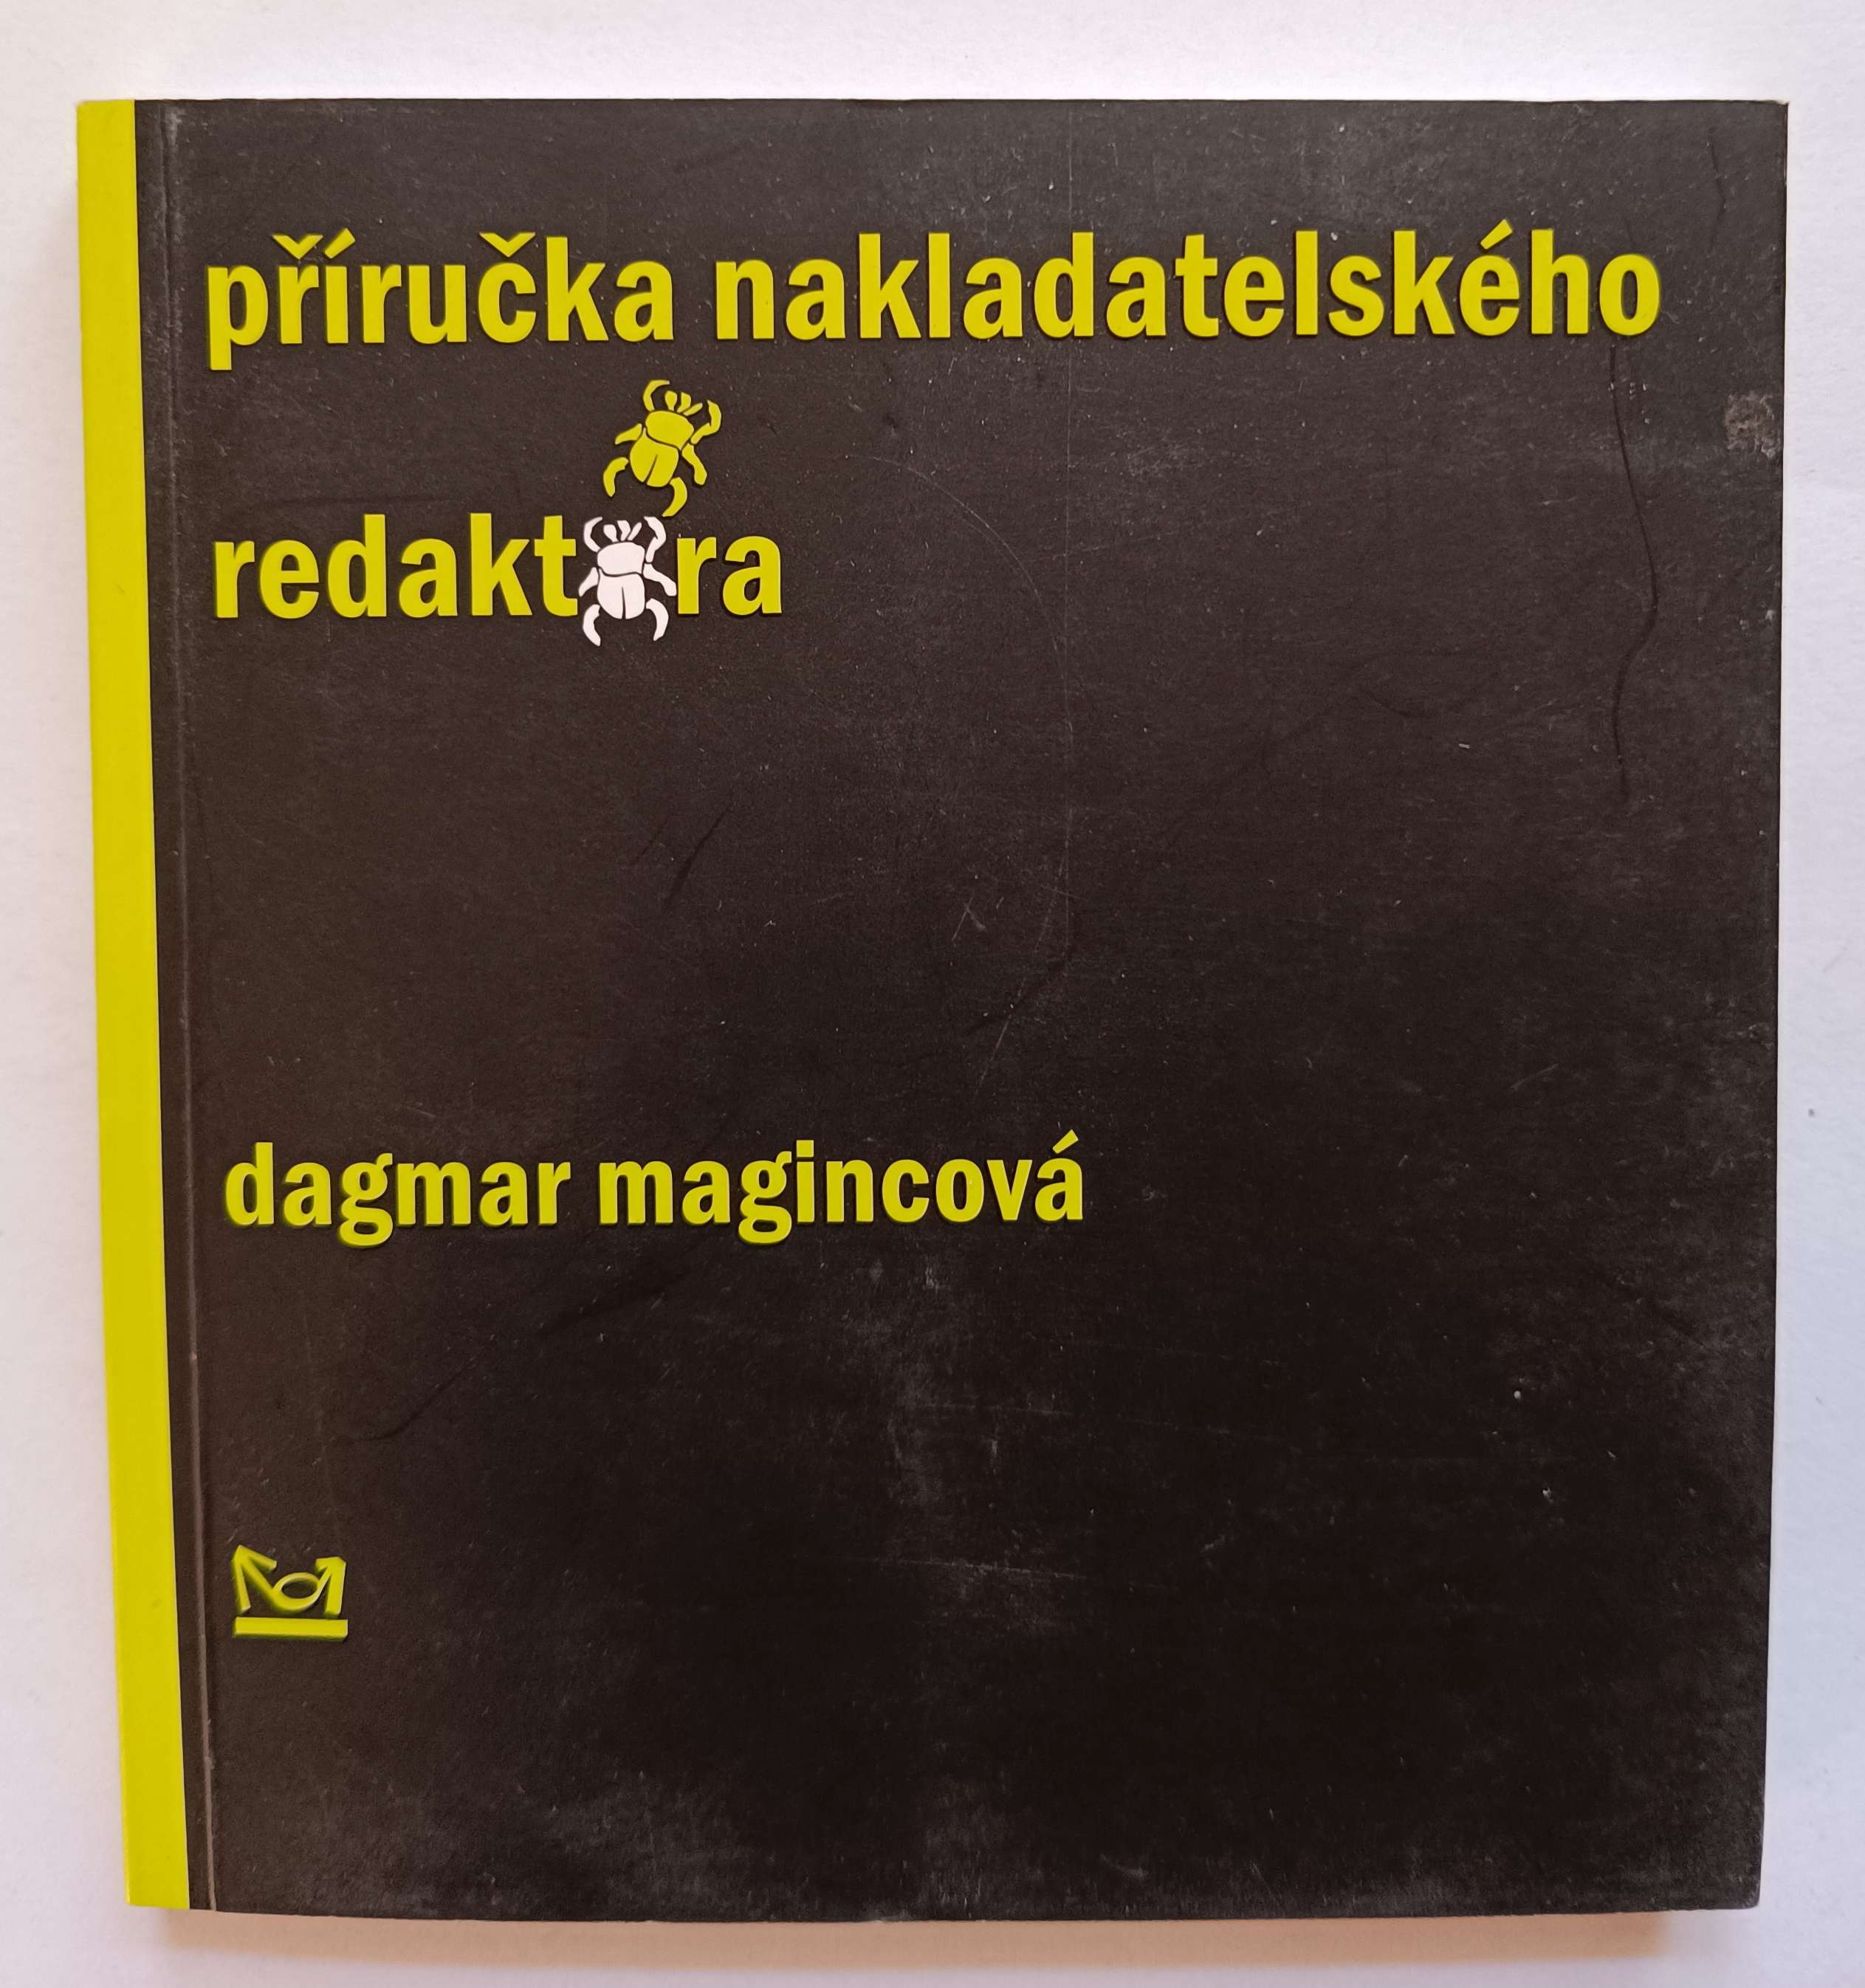 příručka nakladatelského
redaktora
dagmar magincová